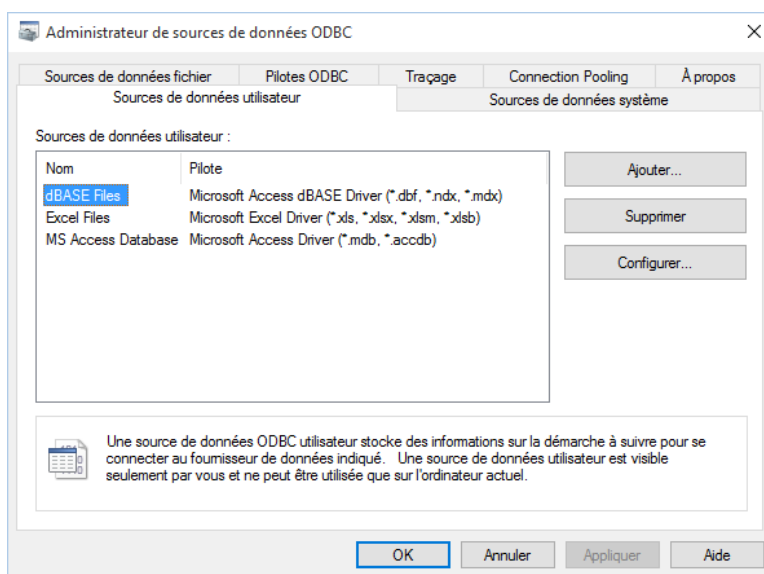 Administrateur de sources de données ODBC
Sources de données fichier Pilotes ODBC Traçage Connection Pooling À propos
Sources de données utilisateur Sources de données système
Sources de données utilisateur :
Nom Pilote
dBASE Files Microsoft Access dBASE Driver (*.dbf, *.ndx, *.mdx)
Excel Files Microsoft Excel Driver (*.xls, *.xlsx, *.xlsm, *.xlsb)
MS Access Database Microsoft Access Driver (*.mdb, *.accdb)
Ajouter...
Supprimer
Configurer...
Une source de données ODBC utilisateur stocke des informations sur la démarche à suivre pour se
connecter au fournisseur de données indiqué. Une source de données utilisateur est visible
seulement par vous et ne peut être utilisée que sur l'ordinateur actuel.
OK Annuler Appliquer Aide